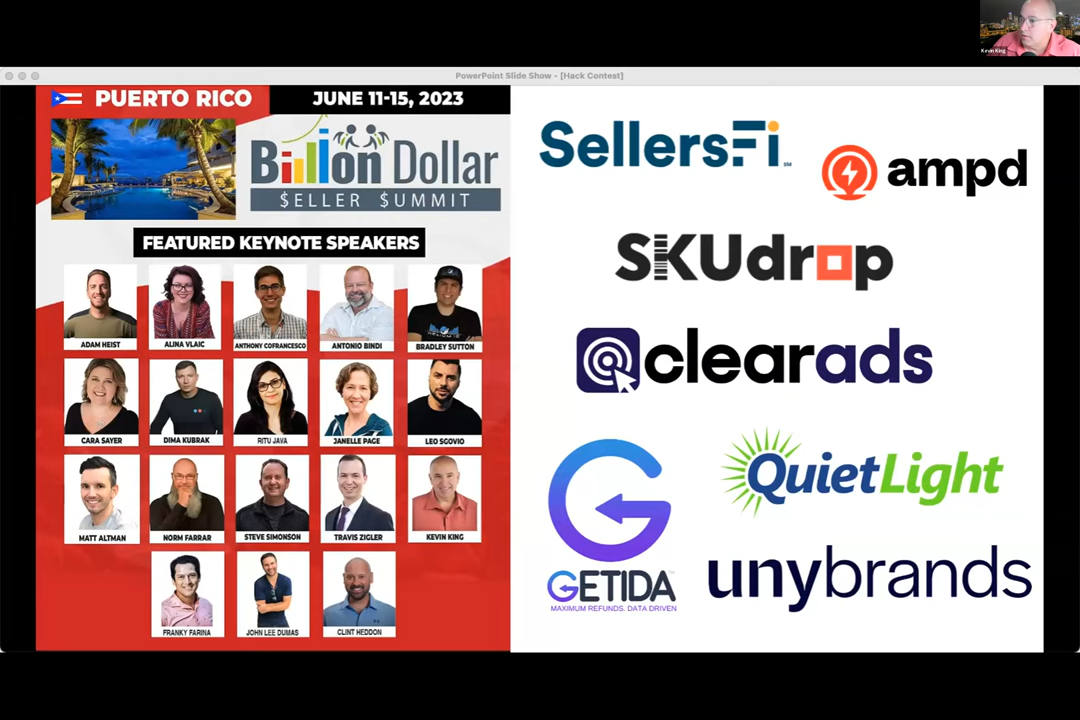 Kevin King
PowerPoint Slide Show - [Hack Contest]
PUERTO RICO
JUNE 11-15, 2023
Billion Dollar
$ELLER $UMMIT
FEATURED KEYNOTE SPEAKERS
ADAM HEIST
ALINA VLAIC
ANTHONY COFRANCESCO
ANTONIO BINDI
BRADLEY SUTTON
CARA SAYER
DIMA KUBRAK
RITU JAVA
JANELLE PAGE
LEO SGOVIO
MATT ALTMAN
NORM FARRAR
STEVE SIMONSON
TRAVIS ZIGLER
KEVIN KING
FRANKY FARINA
JOHN LEE DUMAS
CLINT HEDDON
SellersFi SM
ampd
SKUdrop
clearads
QuietLight
GETIDA
MAXIMUM REFUNDS. DATA DRIVEN
unybrands